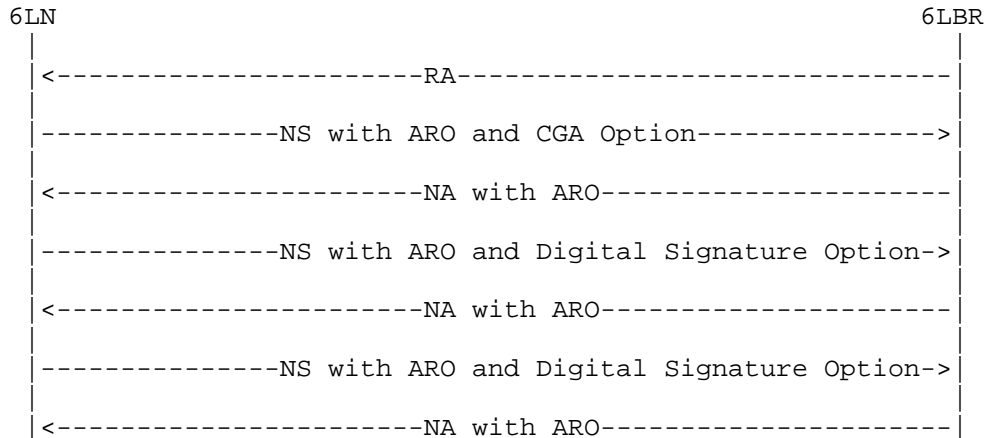 6LN 6LBR
| |
|<-----------------------RA-------------------------------|
| |
|---------------NS with ARO and CGA Option--------------->|
| |
|<-----------------------NA with ARO----------------------|
| |
|---------------NS with ARO and Digital Signature Option->|
| |
|<-----------------------NA with ARO----------------------|
| |
|---------------NS with ARO and Digital Signature Option->|
| |
|<-----------------------NA with ARO----------------------|